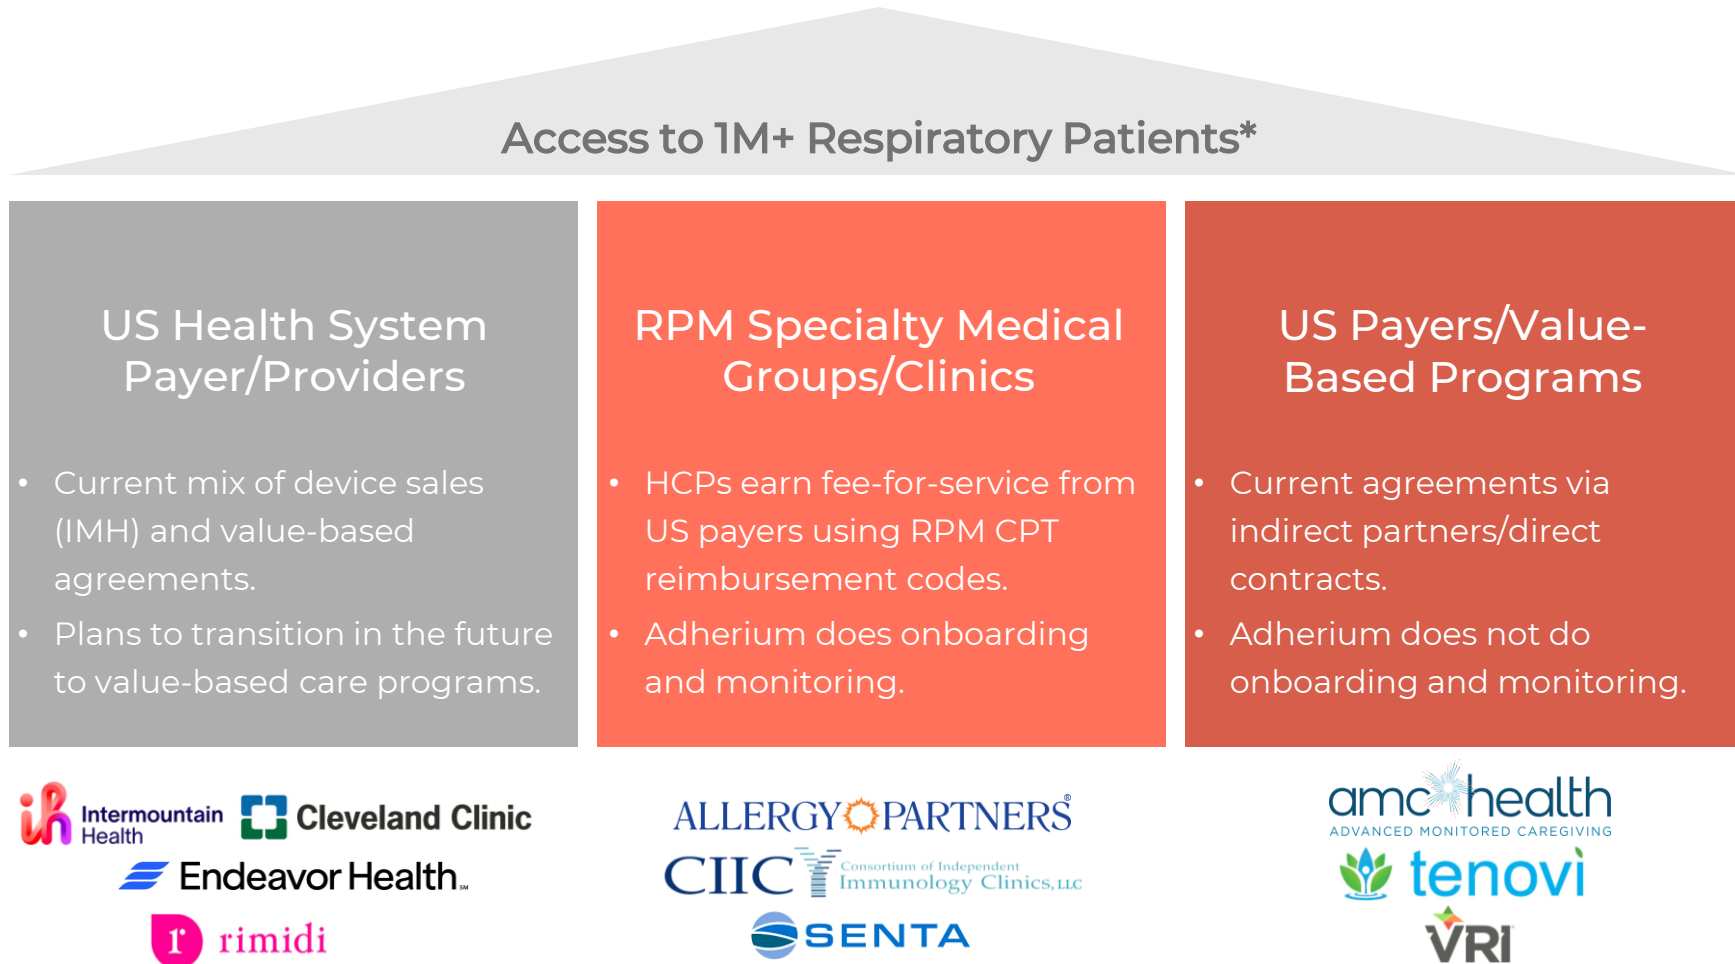 Access to 1M+ Respiratory Patients*
US Health System
Payer/Providers
• Current mix of device sales
(IMH) and value-based
agreements.
• Plans to transition in the future
to value-based care programs.
RPM Specialty Medical
Groups/Clinics
• HCPs earn fee-for-service from
US payers using RPM CPT
reimbursement codes.
• Adherium does onboarding
and monitoring.
US Payers/Value-
Based Programs
• Current agreements via
indirect partners/direct
contracts.
• Adherium does not do
onboarding and monitoring.
ih Intermountain
Health
Cleveland Clinic
Endeavor Health℠
r rimidi
ALLERGY PARTNERS®
CIIC Consortium of Independent
Immunology Clinics, LLC
SENTA
amc health
ADVANCED MONITORED CAREGIVING
tenovi
VRI